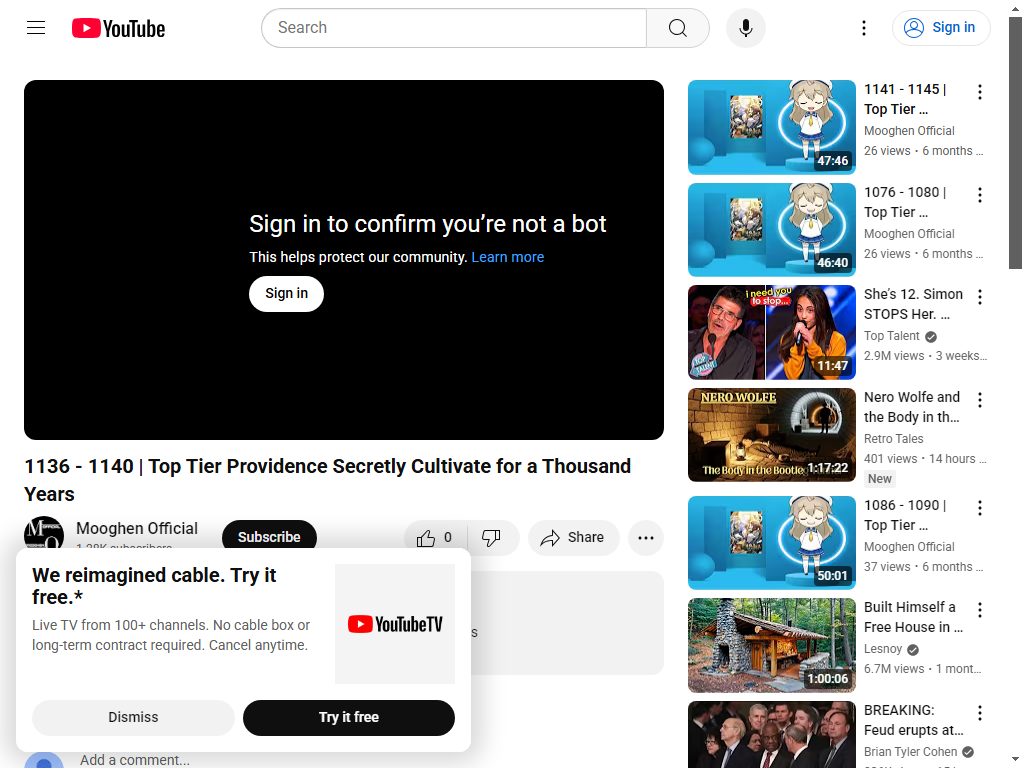 YouTube
Search
Sign in
Sign in to confirm you’re not a bot
This helps protect our community. Learn more
Sign in
1136 - 1140 | Top Tier Providence Secretly Cultivate for a Thousand
Years
Mooghen Official
Subscribe
0
Share
We reimagined cable. Try it
free.*
Live TV from 100+ channels. No cable box or
long-term contract required. Cancel anytime.
YouTubeTV
Dismiss
Try it free
Add a comment...
1141 - 1145 |
Top Tier ...
Mooghen Official
26 views • 6 months ...
47:46
1076 - 1080 |
Top Tier ...
Mooghen Official
26 views • 6 months ...
46:40
i need you
to stop...
TOP
TALENT
11:47
She's 12. Simon
STOPS Her. ...
Top Talent
2.9M views • 3 weeks...
NERO WOLFE
The Body in the Bootleg
1:17:22
Nero Wolfe and
the Body in th...
Retro Tales
401 views • 14 hours ...
New
1086 - 1090 |
Top Tier ...
Mooghen Official
37 views • 6 months ...
50:01
Built Himself a
Free House in ...
Lesnoy
6.7M views • 1 mont...
1:00:06
BREAKING:
Feud erupts at...
Brian Tyler Cohen